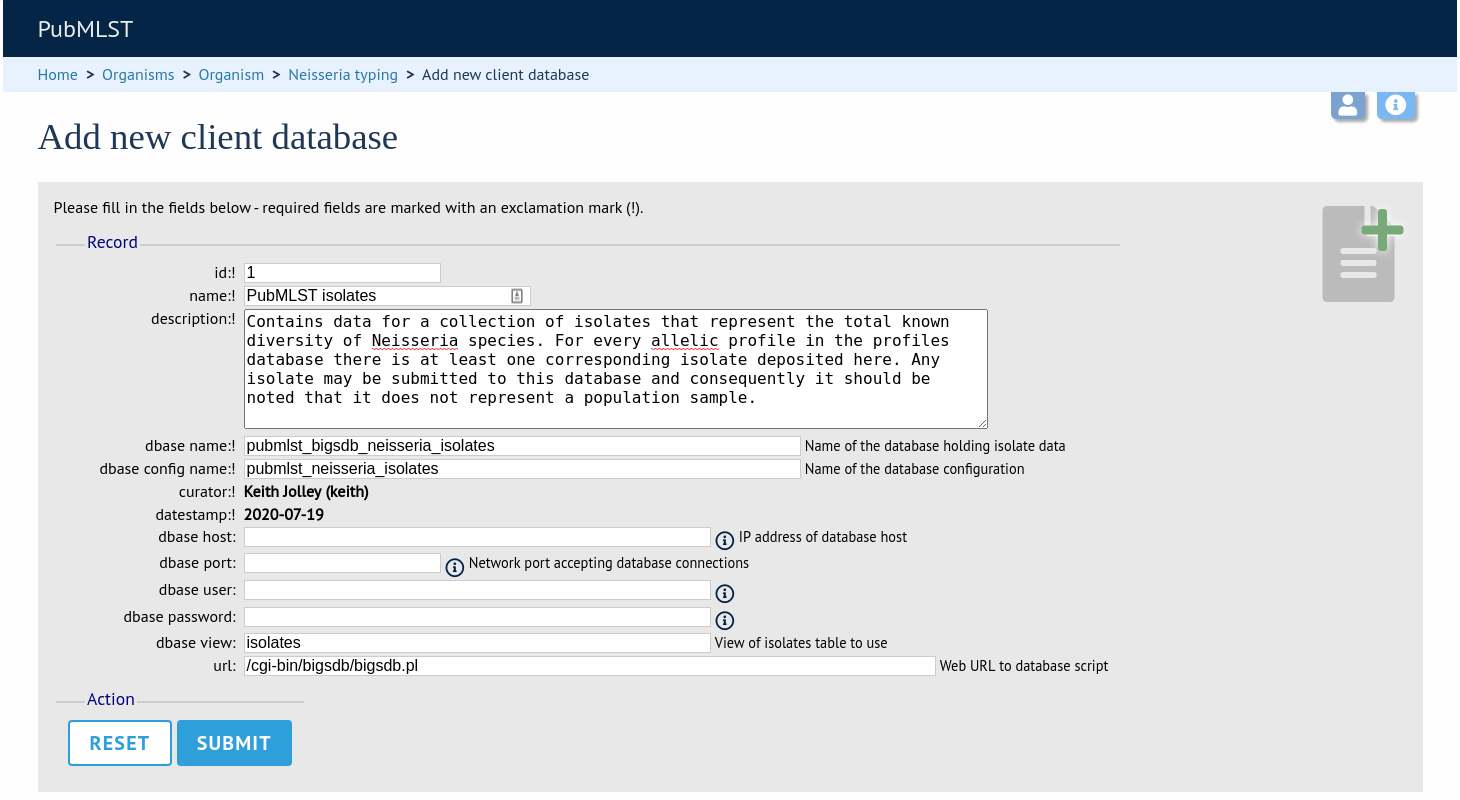 PubMLST
Home > Organisms > Organism > Neisseria typing > Add new client database
Add new client database
Please fill in the fields below - required fields are marked with an exclamation mark (!).
Record
id:! 1
name:! PubMLST isolates
description:! Contains data for a collection of isolates that represent the total known
diversity of Neisseria species. For every allelic profile in the profiles
database there is at least one corresponding isolate deposited here. Any
isolate may be submitted to this database and consequently it should be
noted that it does not represent a population sample.
dbase name:! pubmlst_bigsdb_neisseria_isolates Name of the database holding isolate data
dbase config name:! pubmlst_neisseria_isolates Name of the database configuration
curator:! Keith Jolley (keith)
datestamp:! 2020-07-19
dbase host: IP address of database host
dbase port: Network port accepting database connections
dbase user:
dbase password:
dbase view: isolates View of isolates table to use
url: /cgi-bin/bigsdb/bigsdb.pl Web URL to database script
Action
RESET SUBMIT